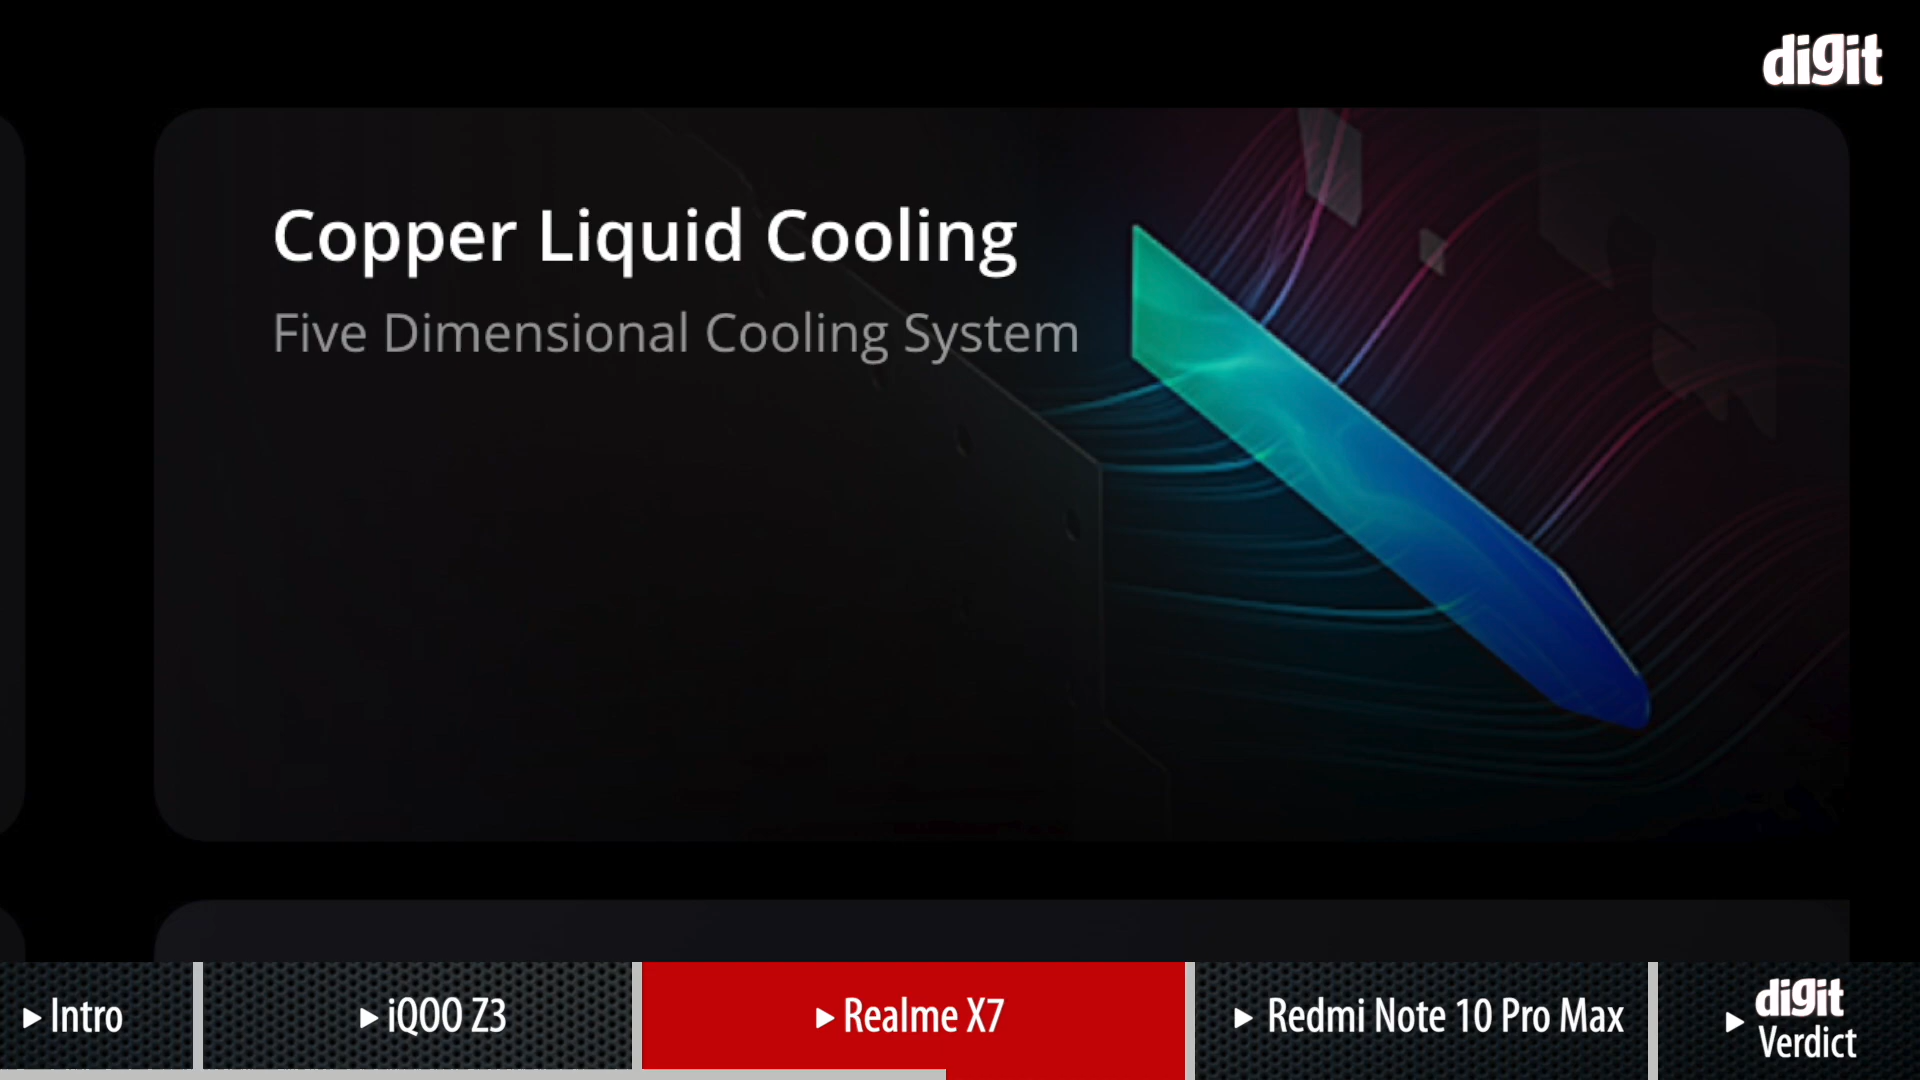 digit
Copper Liquid Cooling
Five Dimensional Cooling System
Intro
iQOO Z3
Realme X7
Redmi Note 10 Pro Max
digit
Verdict